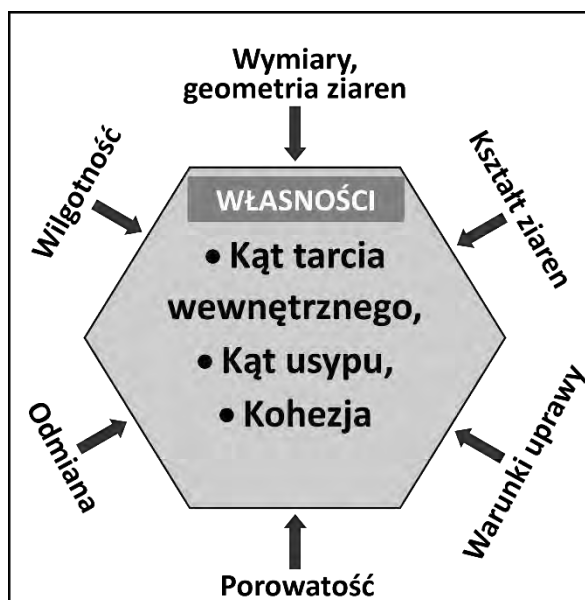 Wymiary,
geometria ziaren
Wilgotność
Kształt ziaren
WŁASNOŚCI
• Kąt tarcia
wewnętrznego,
• Kąt usypu,
• Kohezja
Odmiana
Warunki uprawy
Porowatość